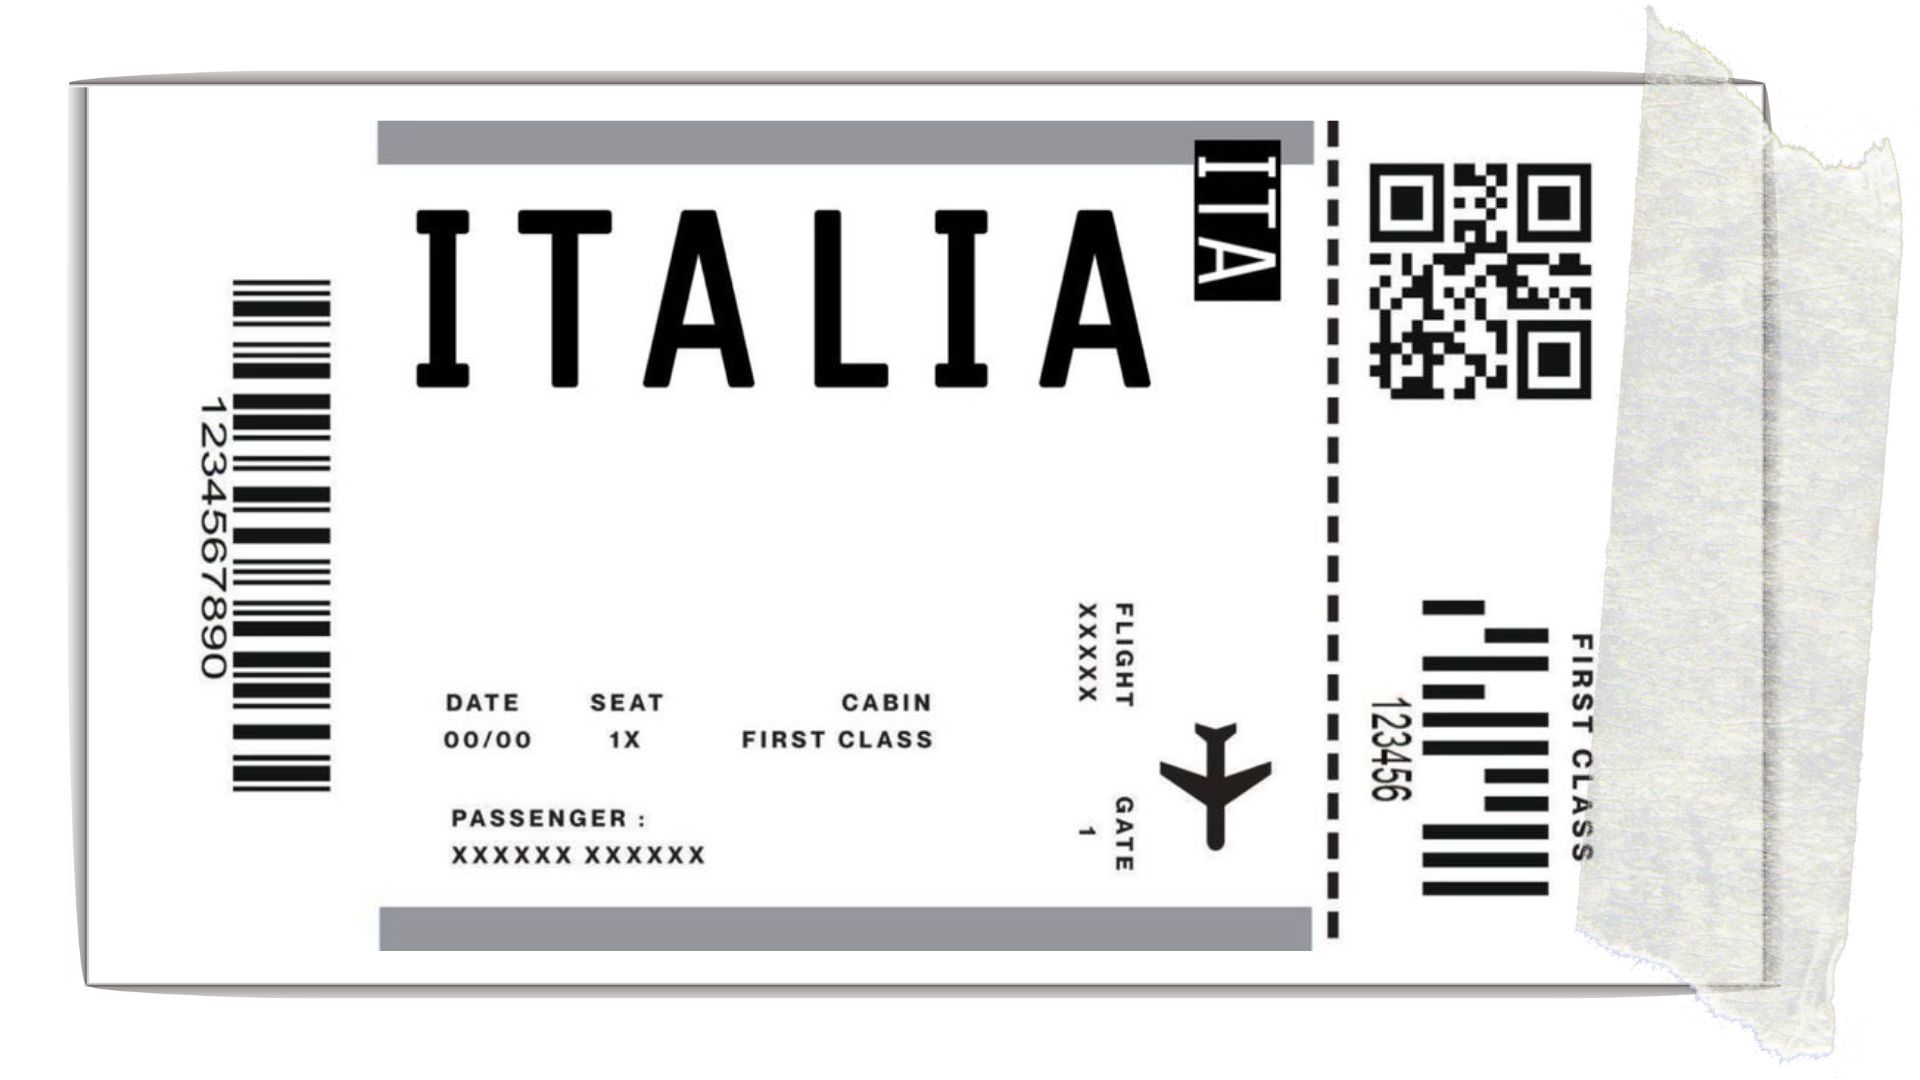 ITALIA
ITA
1234567890
FLIGHT
XXXXX
DATE SEAT CABIN
00/00 1X FIRST CLASS
GATE
1
PASSENGER :
XXXXXX XXXXXX
123456
FIRST CLASS